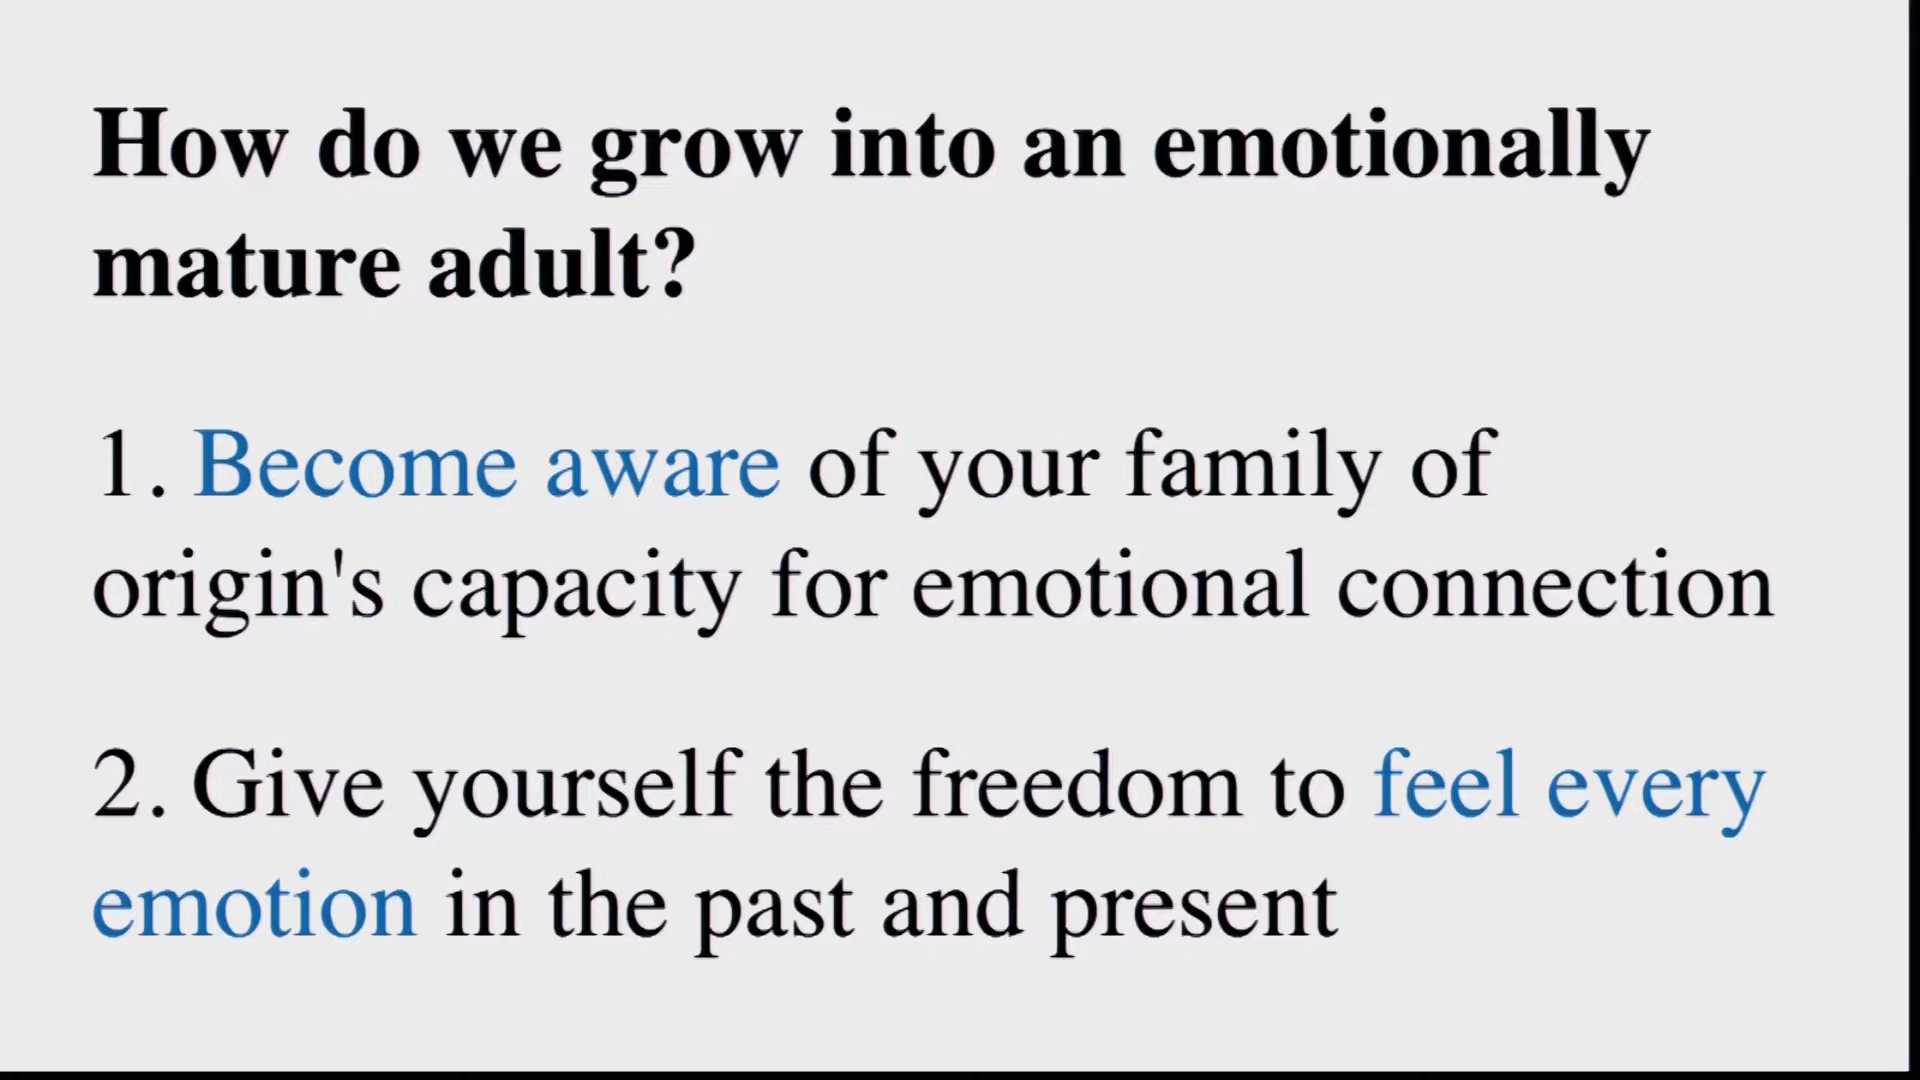 How do we grow into an emotionally
mature adult?
1. Become aware of your family of
origin's capacity for emotional connection
2. Give yourself the freedom to feel every
emotion in the past and present